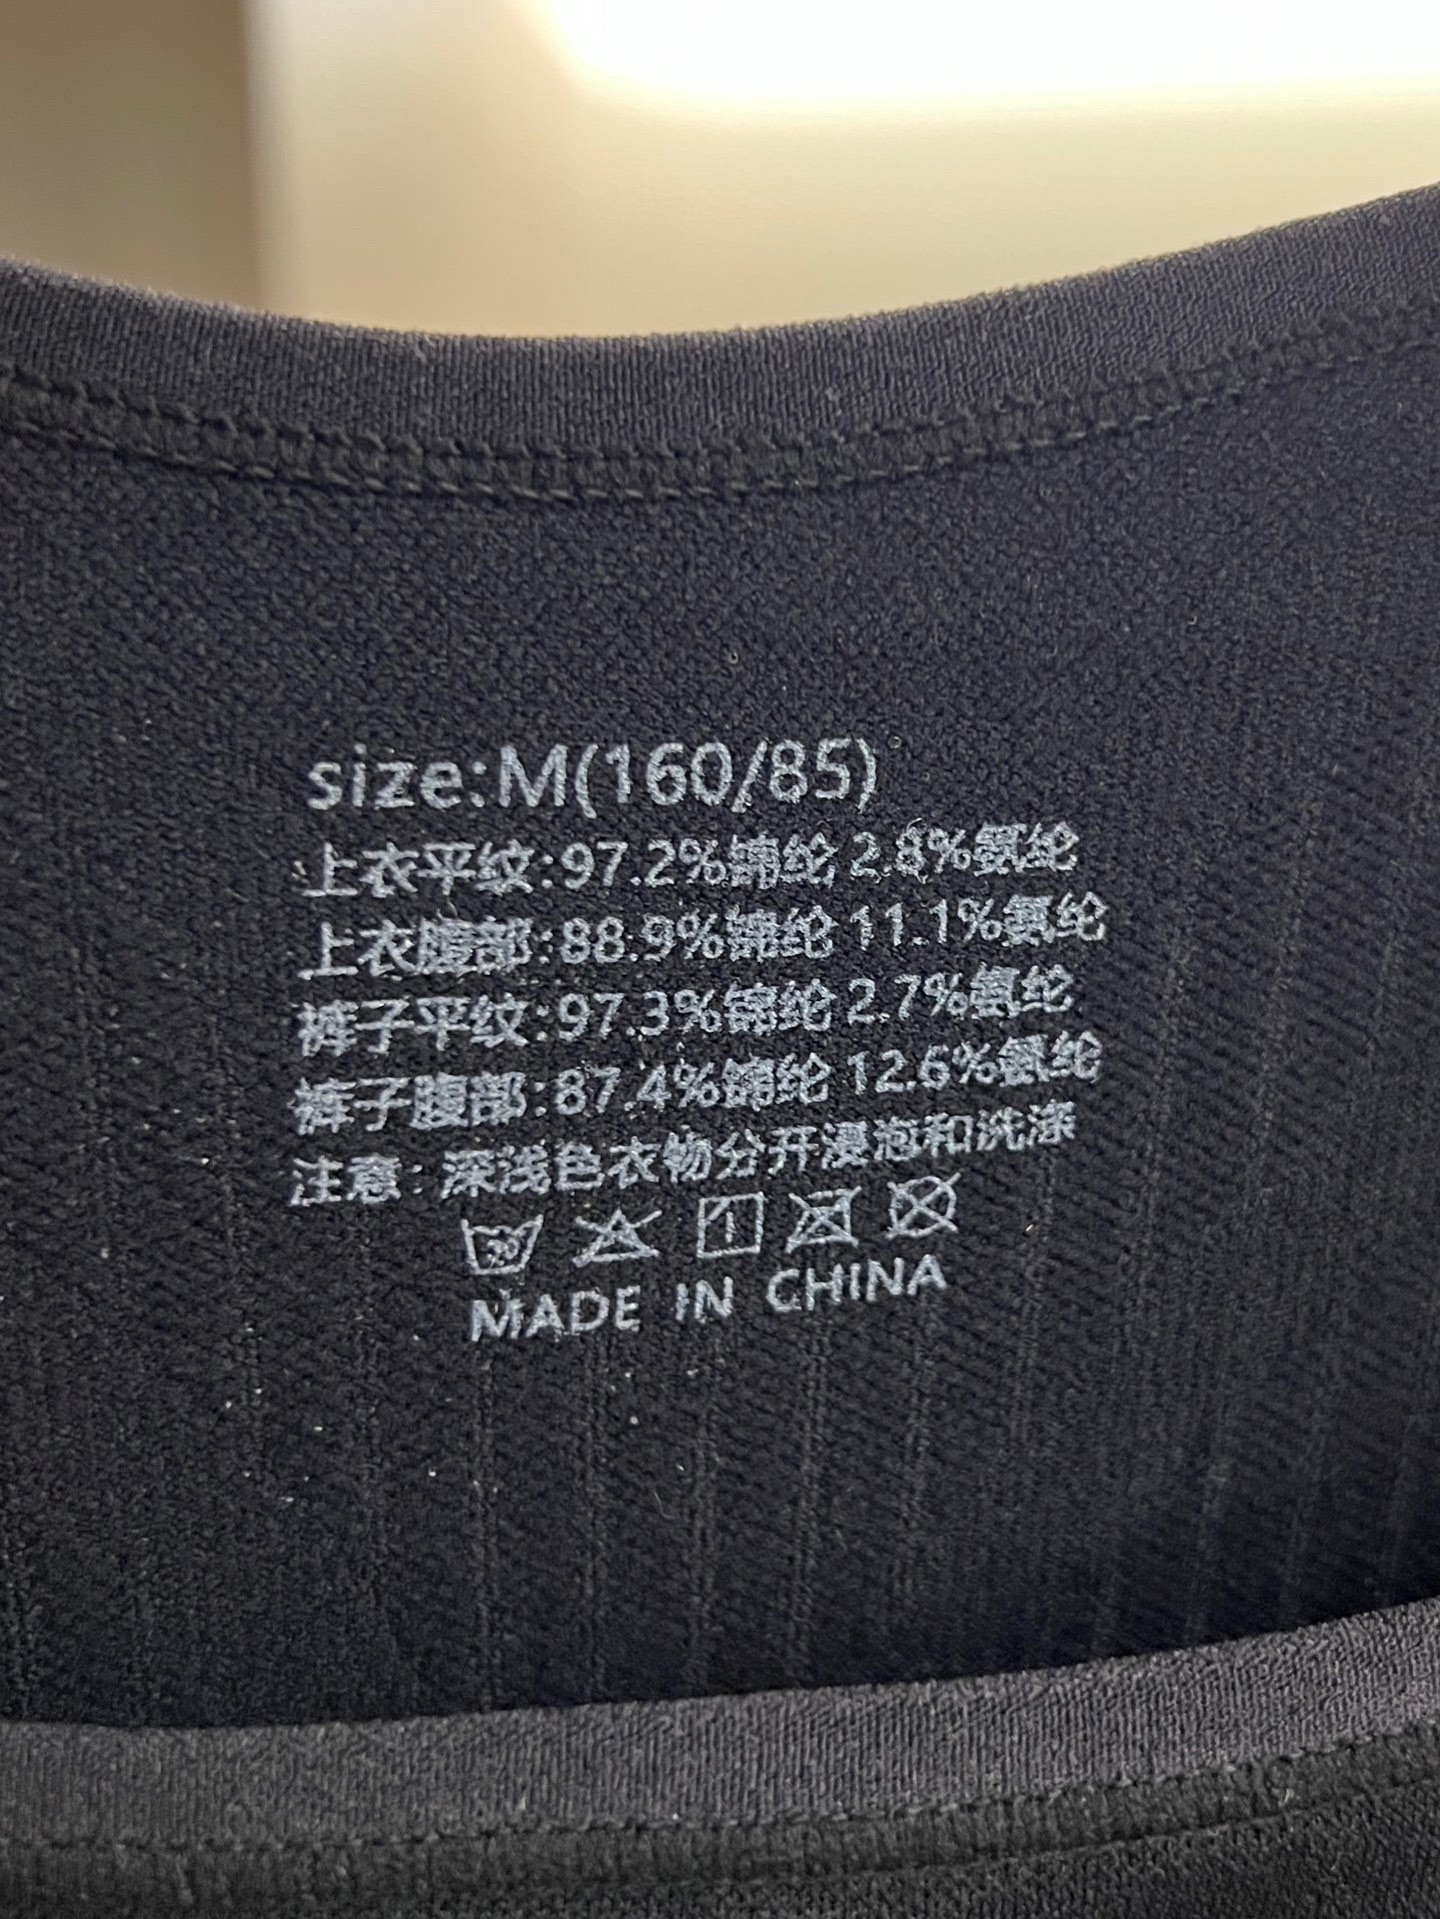 size:M(160/85)
上衣平纹:97.2%锦纶 2.8%氨纶
上衣腹部:88.9%锦纶 11.1%氨纶
裤子平纹:97.3%锦纶 2.7%氨纶
裤子腹部:87.4%锦纶 12.6%氨纶
注意: 深浅色衣物分开浸泡和洗涤
30 1
MADE IN CHINA